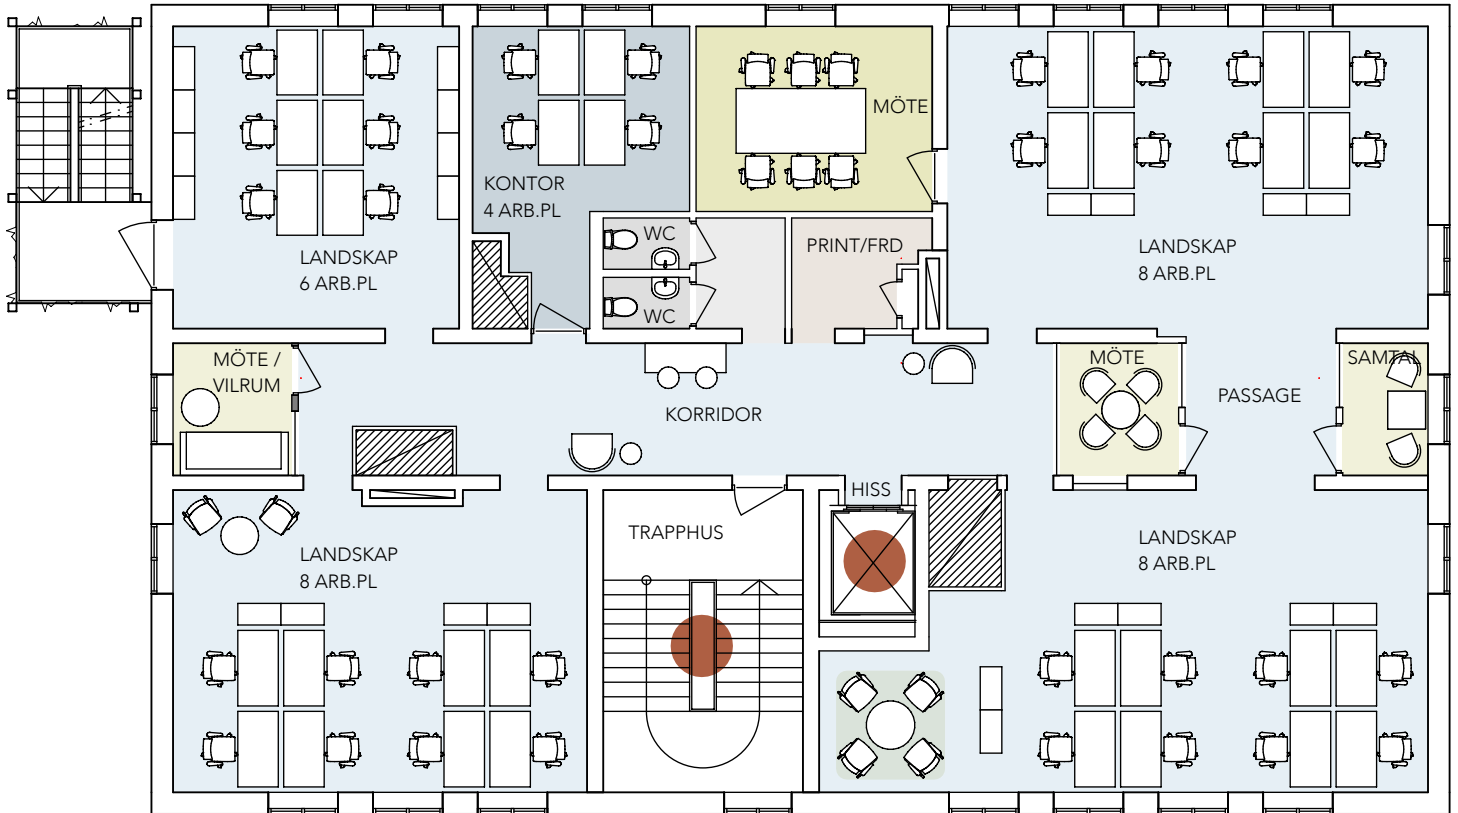 MÖTE
KONTOR
4 ARB.PL
WC
WC
PRINT/FRD
LANDSKAP
6 ARB.PL
LANDSKAP
8 ARB.PL
MÖTE /
VILRUM
MÖTE
SAMTAL
PASSAGE
KORRIDOR
HISS
TRAPPHUS
LANDSKAP
8 ARB.PL
LANDSKAP
8 ARB.PL